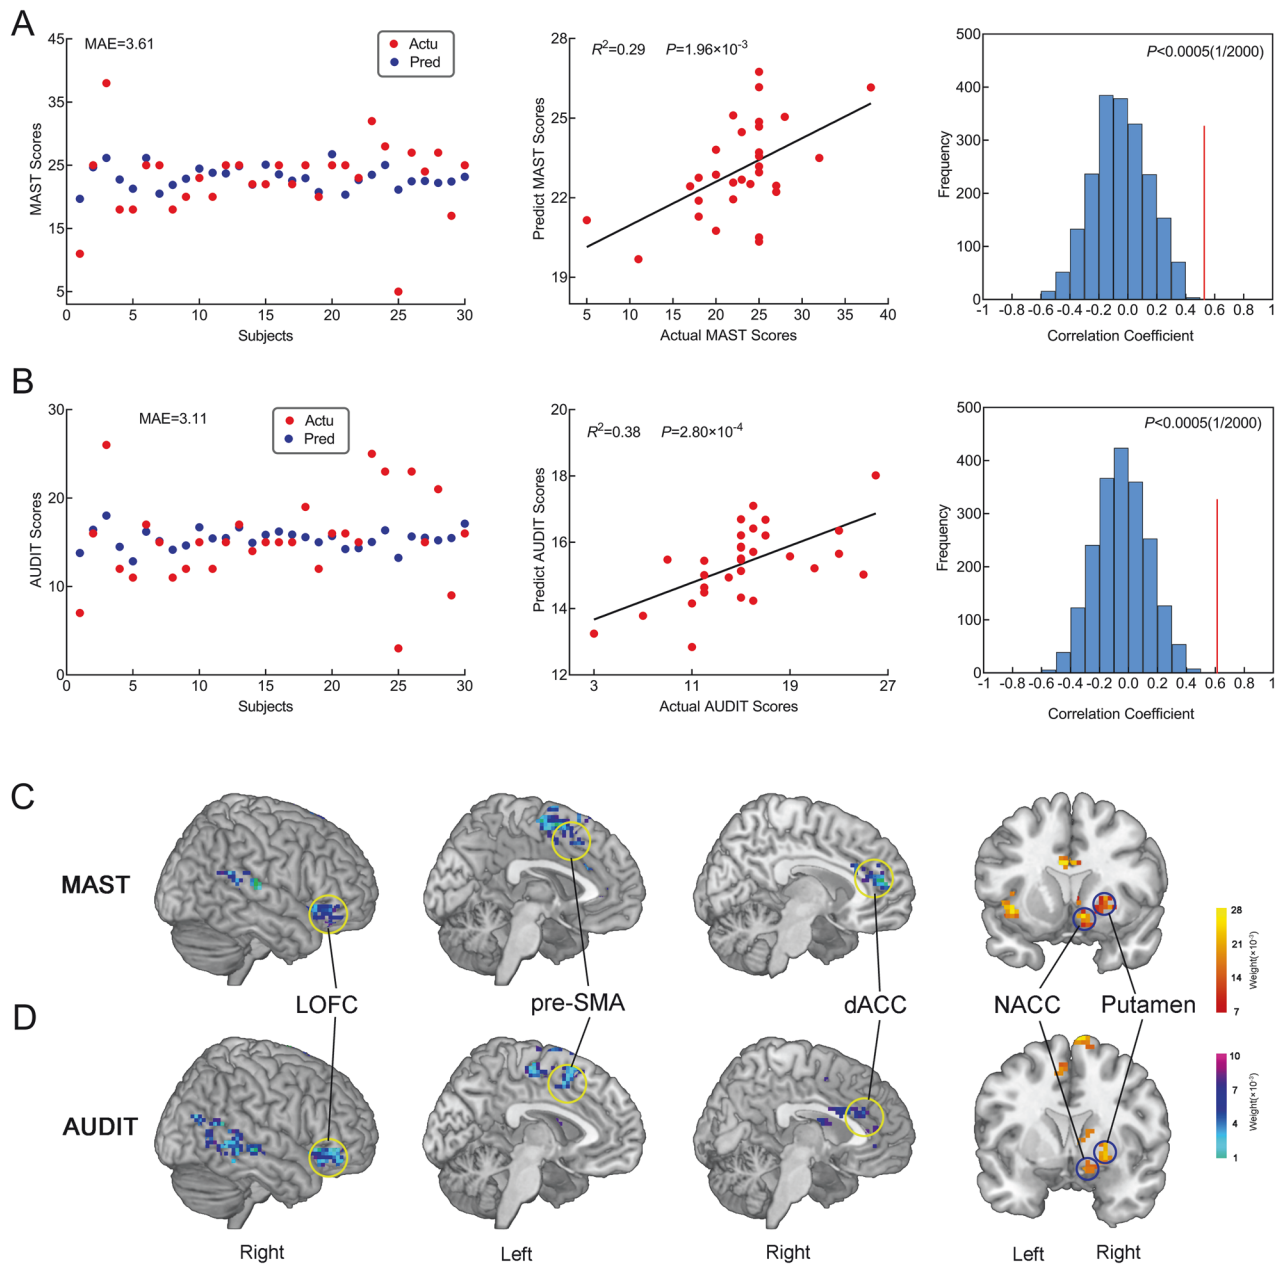 A
MAE=3.61
Actu
Pred
MAST Scores
45
35
25
15
5
0 5 10 15 20 25 30
Subjects
R²=0.29 P=1.96×10⁻³
Predict MAST Scores
28
25
22
19
5 10 15 20 25 30 35 40
Actual MAST Scores
P<0.0005(1/2000)
Frequency
500
400
300
200
100
0
-1 -0.8 -0.6 -0.4 -0.2 0.0 0.2 0.4 0.6 0.8 1
Correlation Coefficient
B
MAE=3.11
Actu
Pred
AUDIT Scores
30
20
10
0
0 5 10 15 20 25 30
Subjects
R²=0.38 P=2.80×10⁻⁴
Predict AUDIT Scores
20
18
16
14
12
3 11 19 27
Actual AUDIT Scores
P<0.0005(1/2000)
Frequency
500
400
300
200
100
0
-1 -0.8 -0.6 -0.4 -0.2 0.0 0.2 0.4 0.6 0.8 1
Correlation Coefficient
C
MAST
LOFC pre-SMA dACC NACC Putamen
28
21
14
7
Weight(×10⁻³)
D
AUDIT
10
7
4
1
Weight(×10⁻³)
Right Left Right Left Right